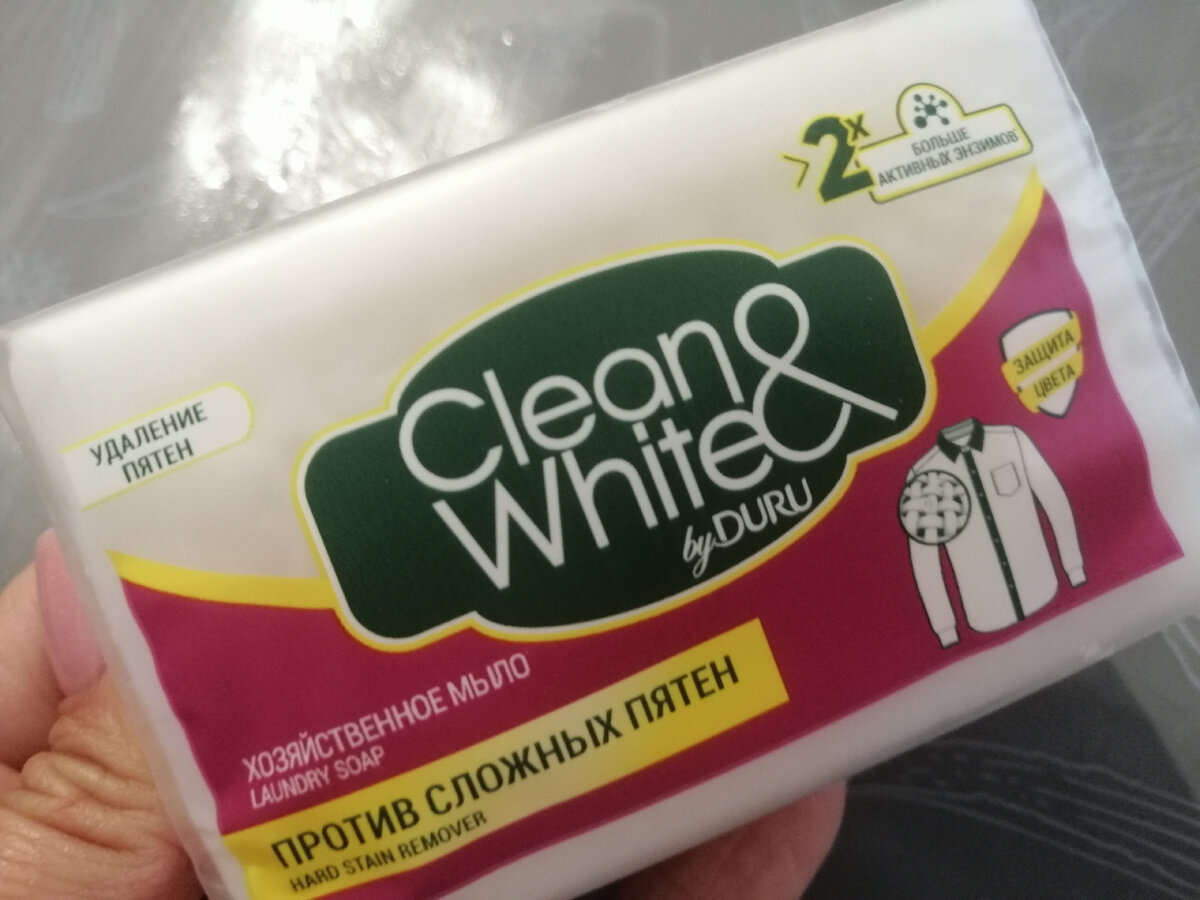 >2x
БОЛЬШЕ
АКТИВНЫХ ЭНЗИМОВ
ЗАЩИТА
ЦВЕТА
УДАЛЕНИЕ
ПЯТЕН
Clean &
White
by DURU
ХОЗЯЙСТВЕННОЕ МЫЛО
LAUNDRY SOAP
ПРОТИВ СЛОЖНЫХ ПЯТЕН
HARD STAIN REMOVER